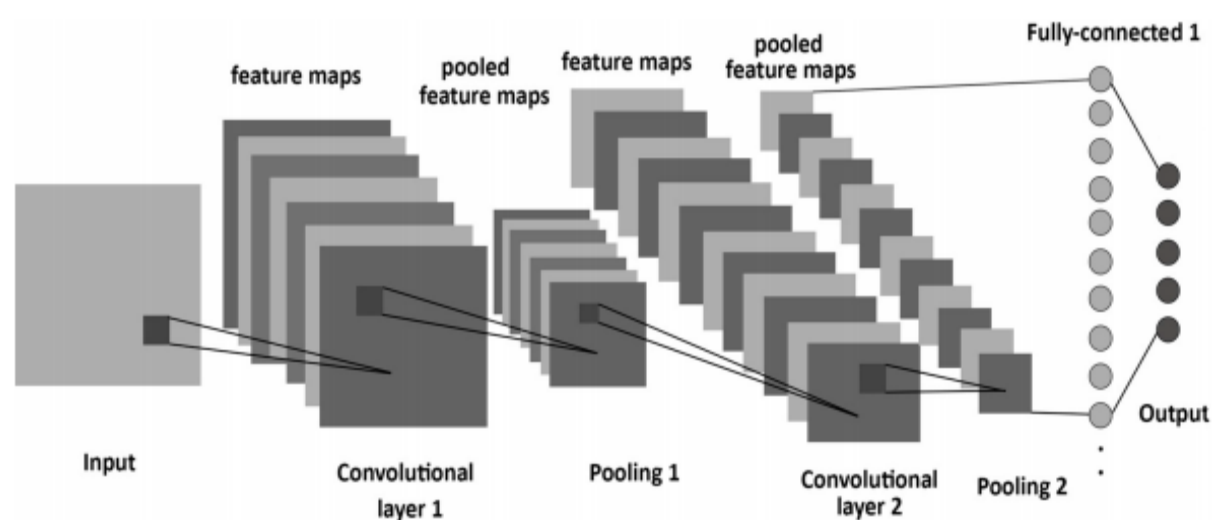 feature maps
pooled
feature maps
feature maps
pooled
feature maps
Fully-connected 1
Input
Convolutional
layer 1
Pooling 1
Convolutional
layer 2
Pooling 2
Output